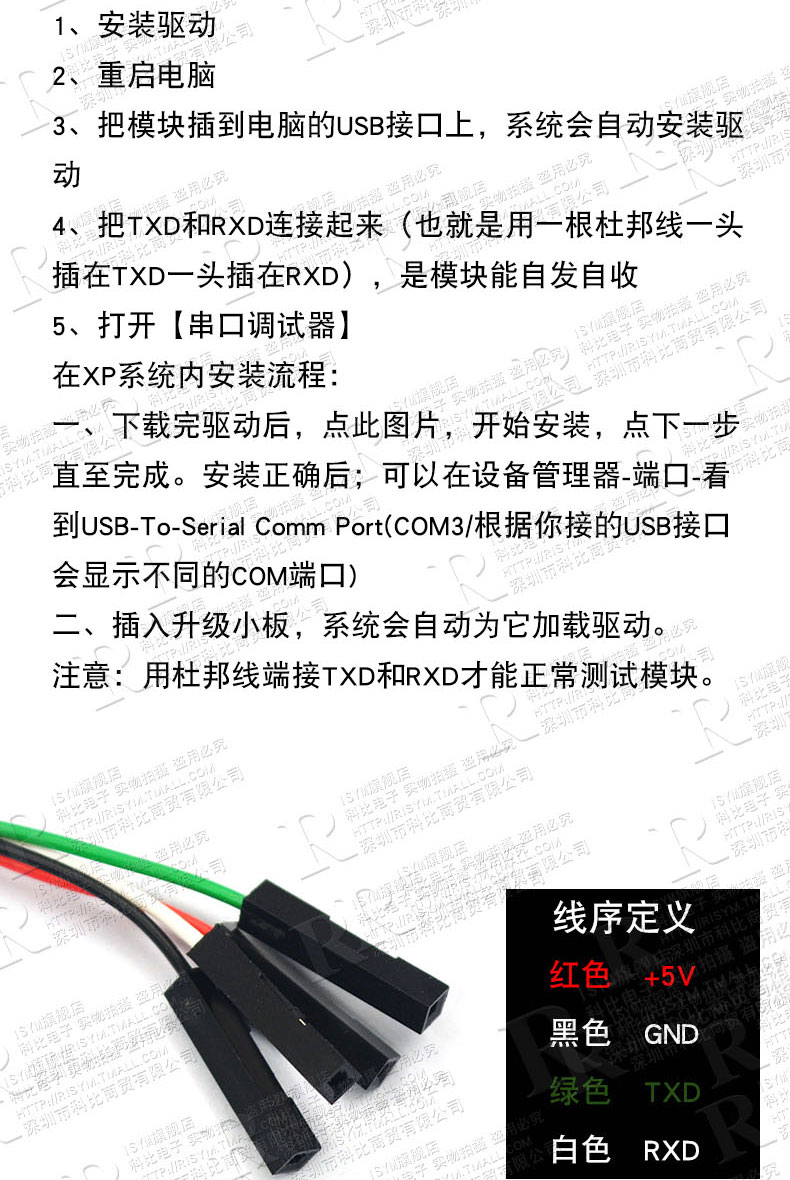 1、安装驱动
2、重启电脑
3、把模块插到电脑的USB接口上，系统会自动安装驱
动
4、把TXD和RXD连接起来（也就是用一根杜邦线一头
插在TXD一头插在RXD），是模块能自发自收
5、打开【串口调试器】
在XP系统内安装流程：
一、下载完驱动后，点此图片，开始安装，点下一步
直至完成。安装正确后；可以在设备管理器-端口-看
到USB-To-Serial Comm Port(COM3/根据你接的USB接口
会显示不同的COM端口)
二、插入升级小板，系统会自动为它加载驱动。
注意：用杜邦线端接TXD和RXD才能正常测试模块。
线序定义
红色 +5V
黑色 GND
绿色 TXD
白色 RXD